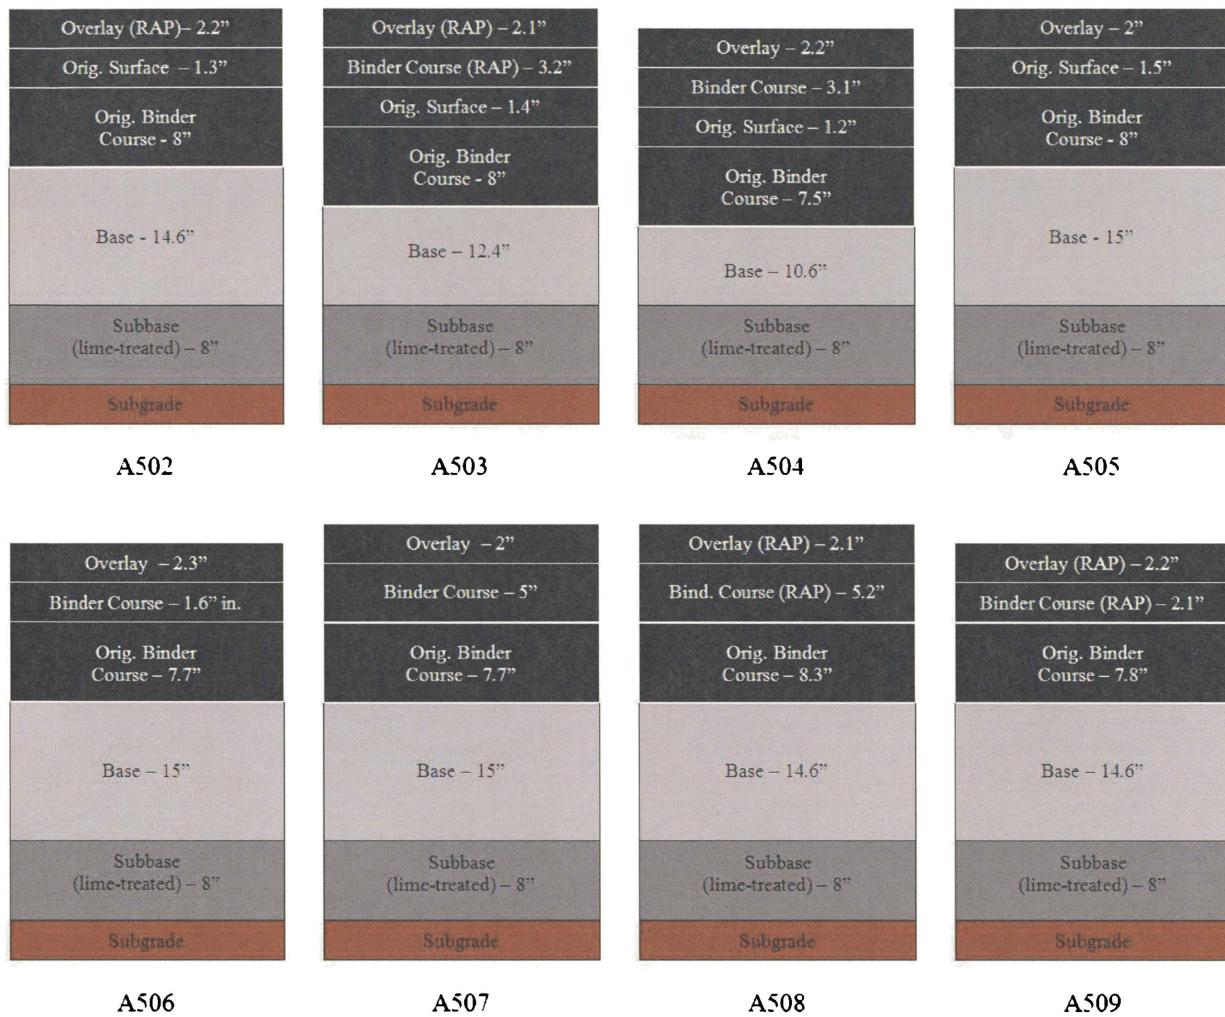 Overlay (RAP)– 2.2”
Orig. Surface – 1.3”
Orig. Binder
Course - 8”
Base - 14.6”
Subbase
(lime-treated) – 8”
Subgrade
A502
Overlay (RAP) – 2.1”
Binder Course (RAP) – 3.2”
Orig. Surface – 1.4”
Orig. Binder
Course - 8”
Base – 12.4”
Subbase
(lime-treated) – 8”
Subgrade
A503
Overlay – 2.2”
Binder Course – 3.1”
Orig. Surface – 1.2”
Orig. Binder
Course – 7.5”
Base – 10.6”
Subbase
(lime-treated) – 8”
Subgrade
A504
Overlay – 2”
Orig. Surface – 1.5”
Orig. Binder
Course - 8”
Base - 15”
Subbase
(lime-treated) – 8”
Subgrade
A505
Overlay – 2.3”
Binder Course – 1.6” in.
Orig. Binder
Course – 7.7”
Base – 15”
Subbase
(lime-treated) – 8”
Subgrade
A506
Overlay – 2”
Binder Course – 5”
Orig. Binder
Course – 7.7”
Base – 15”
Subbase
(lime-treated) – 8”
Subgrade
A507
Overlay (RAP) – 2.1”
Bind. Course (RAP) – 5.2”
Orig. Binder
Course – 8.3”
Base – 14.6”
Subbase
(lime-treated) – 8”
Subgrade
A508
Overlay (RAP) – 2.2”
Binder Course (RAP) – 2.1”
Orig. Binder
Course – 7.8”
Base – 14.6”
Subbase
(lime-treated) – 8”
Subgrade
A509